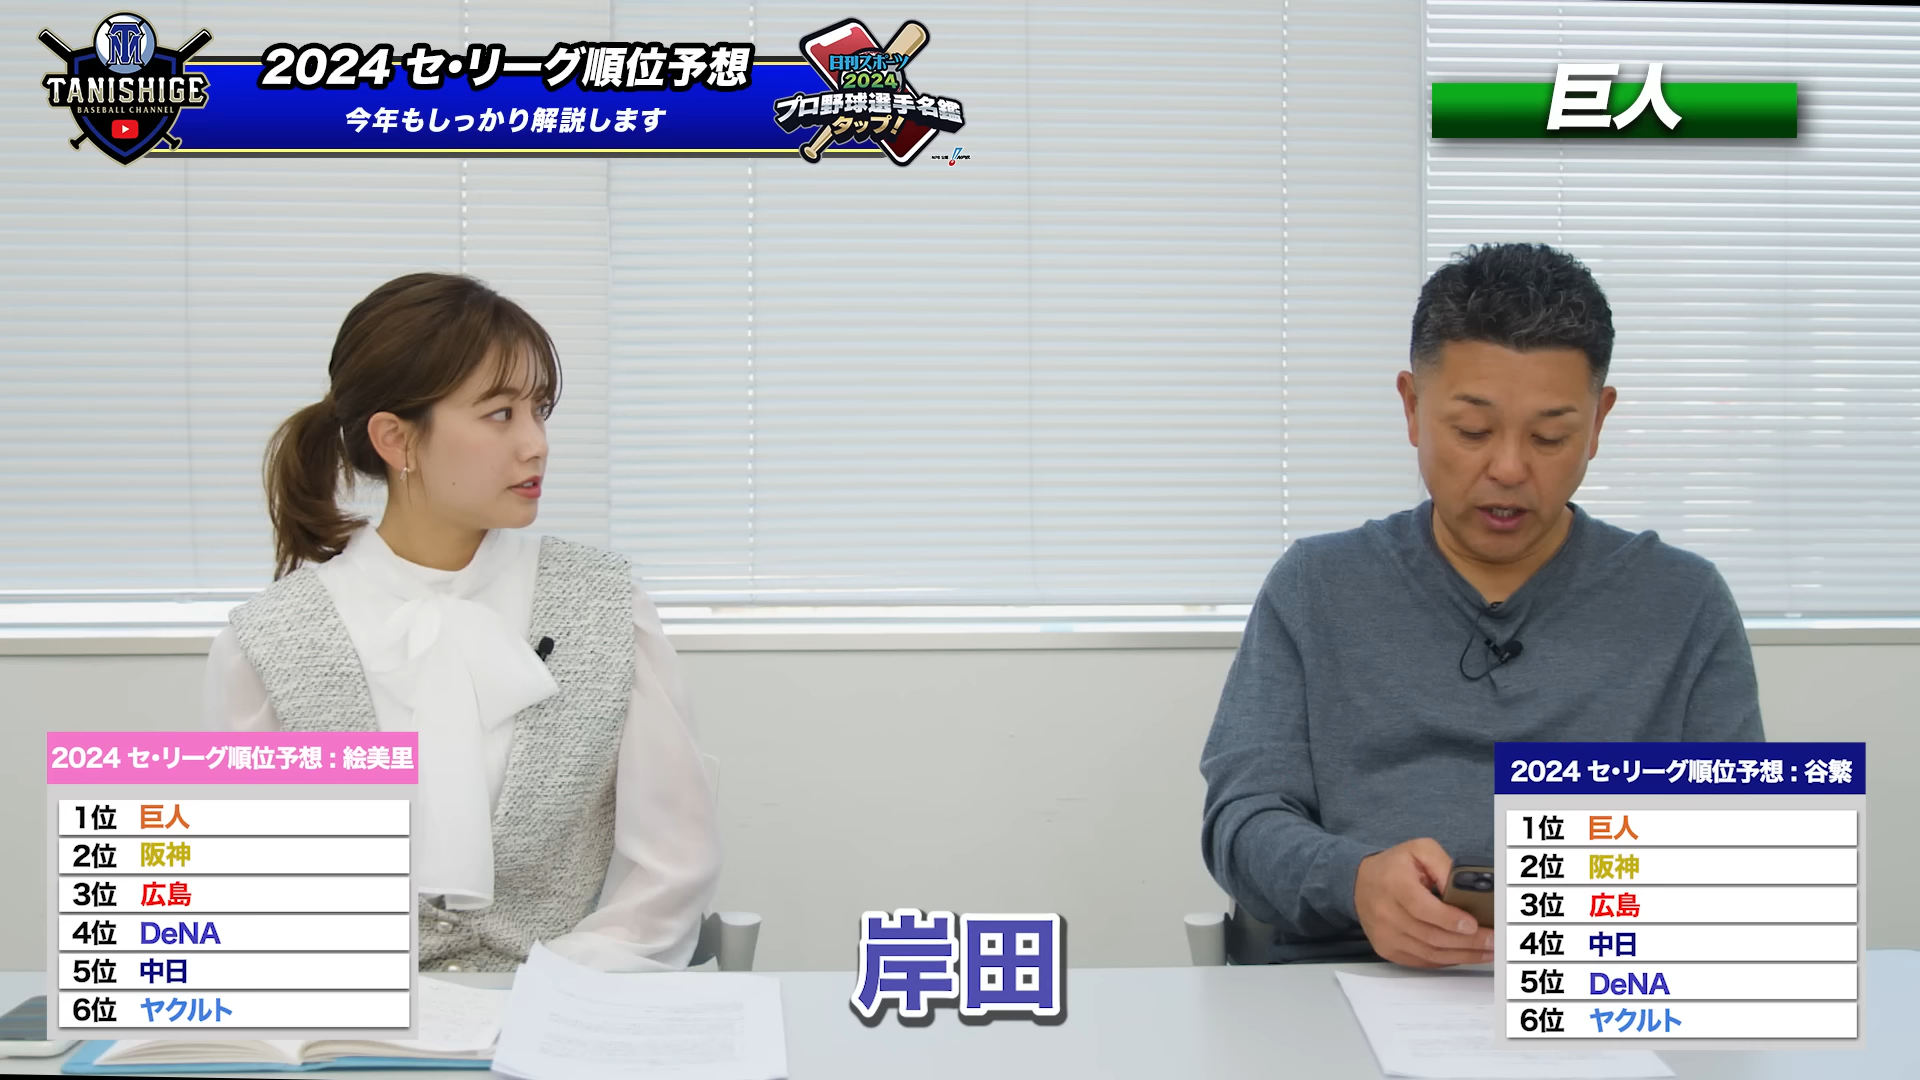 TANISHIGE
BASEBALL CHANNEL
2024 セ・リーグ順位予想
今年もしっかり解説します
日刊スポーツ
2024
プロ野球選手名鑑
タップ!
巨人
2024 セ・リーグ順位予想:絵美里
1位 巨人
2位 阪神
3位 広島
4位 DeNA
5位 中日
6位 ヤクルト
岸田
2024 セ・リーグ順位予想:谷繁
1位 巨人
2位 阪神
3位 広島
4位 中日
5位 DeNA
6位 ヤクルト